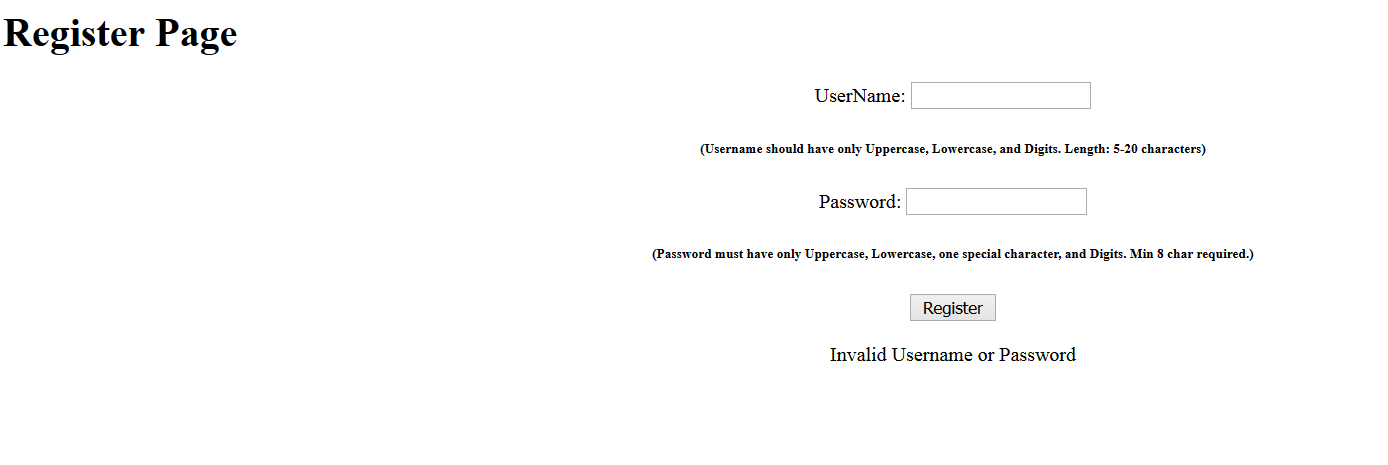 Register Page
UserName:
(Username should have only Uppercase, Lowercase, and Digits. Length: 5-20 characters)
Password:
(Password must have only Uppercase, Lowercase, one special character, and Digits. Min 8 char required.)
Register
Invalid Username or Password